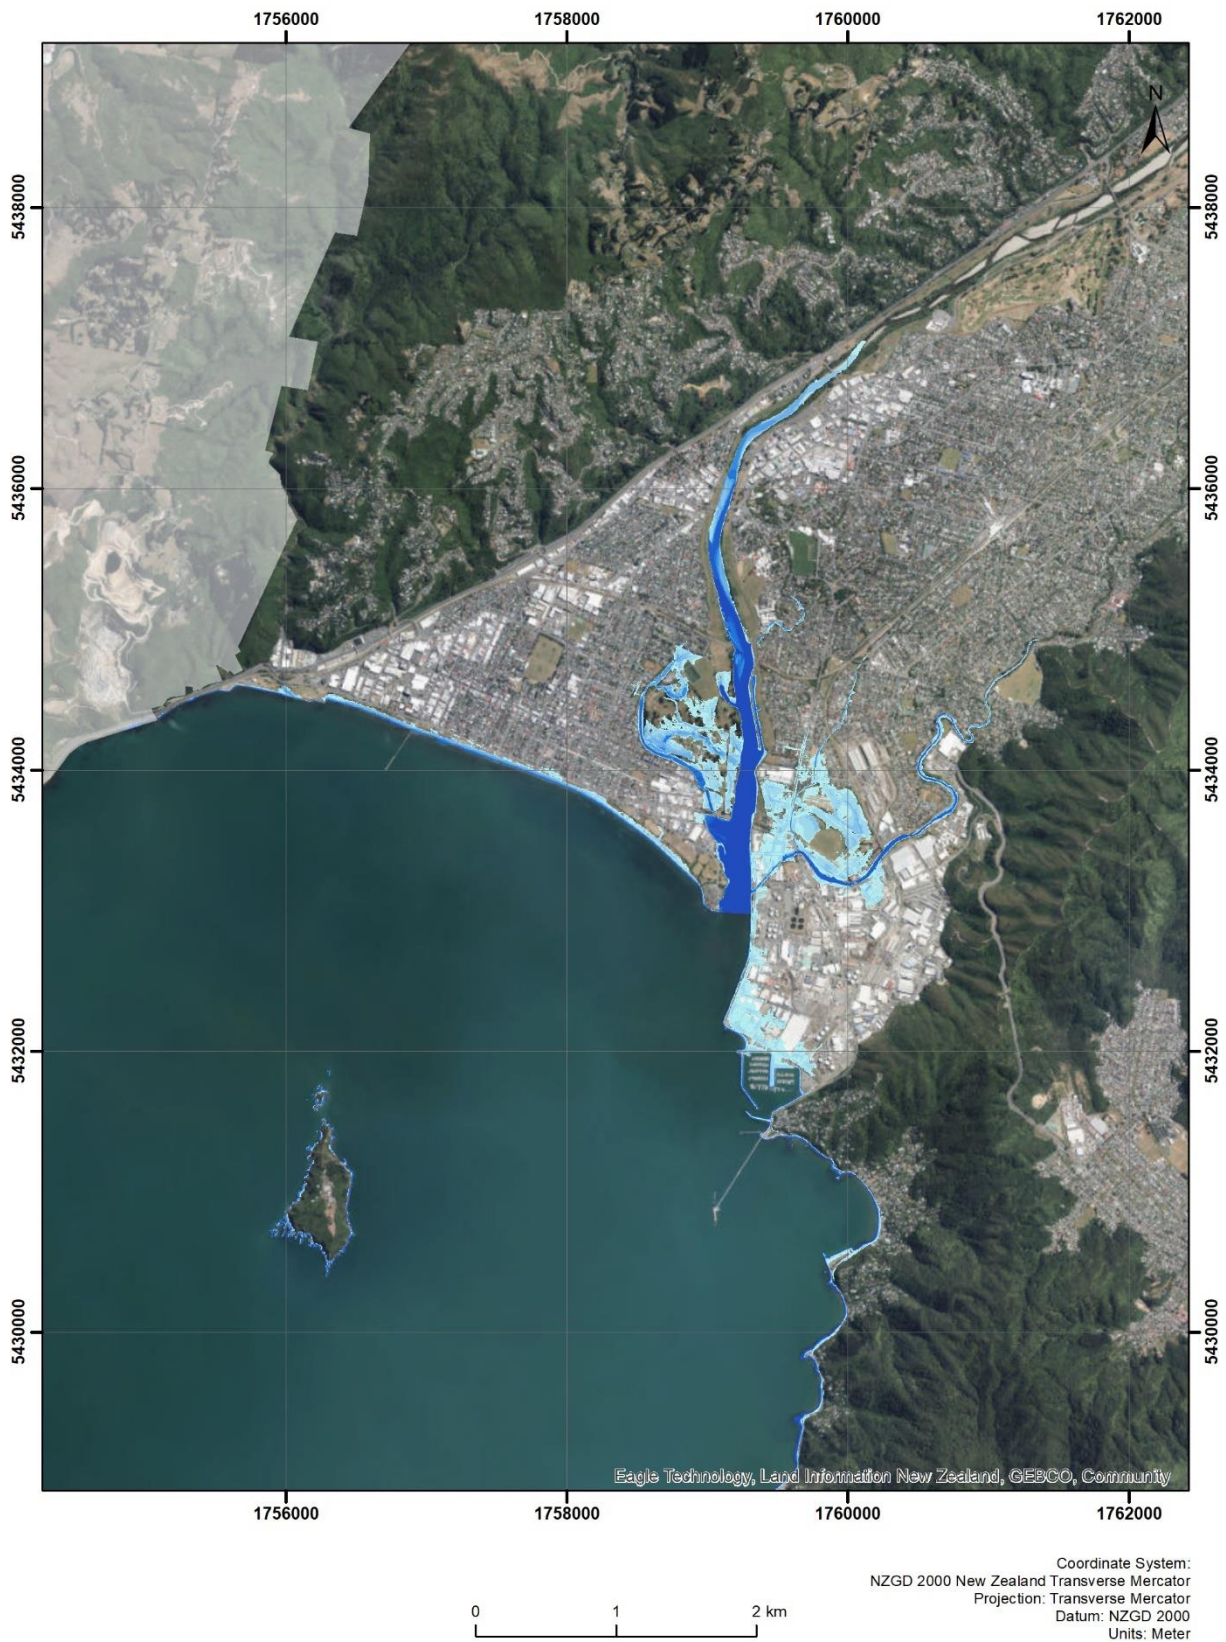 1756000 1758000 1760000 1762000
N
5438000 5438000
5436000 5436000
5434000 5434000
5432000 5432000
5430000 5430000
Eagle Technology, Land Information New Zealand, GEBCO, Community
1756000 1758000 1760000 1762000
Coordinate System:
NZGD 2000 New Zealand Transverse Mercator
Projection: Transverse Mercator
Datum: NZGD 2000
Units: Meter
0 1 2 km